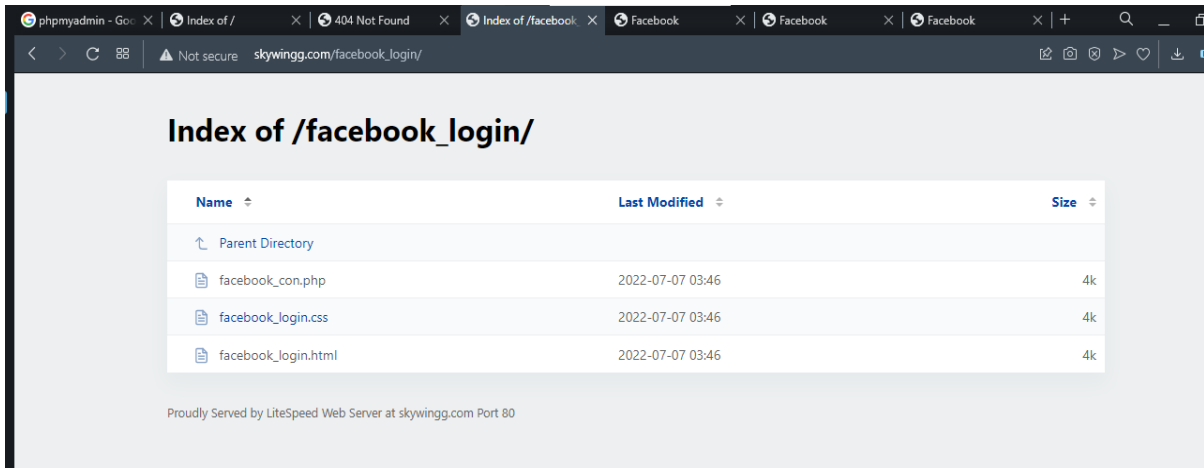 phpmyadmin - Goo
Index of /
404 Not Found
Index of /facebook_
Facebook
Facebook
Facebook
Not secure skywingg.com/facebook_login/
Index of /facebook_login/
Name Last Modified Size
Parent Directory
facebook_con.php 2022-07-07 03:46 4k
facebook_login.css 2022-07-07 03:46 4k
facebook_login.html 2022-07-07 03:46 4k
Proudly Served by LiteSpeed Web Server at skywingg.com Port 80